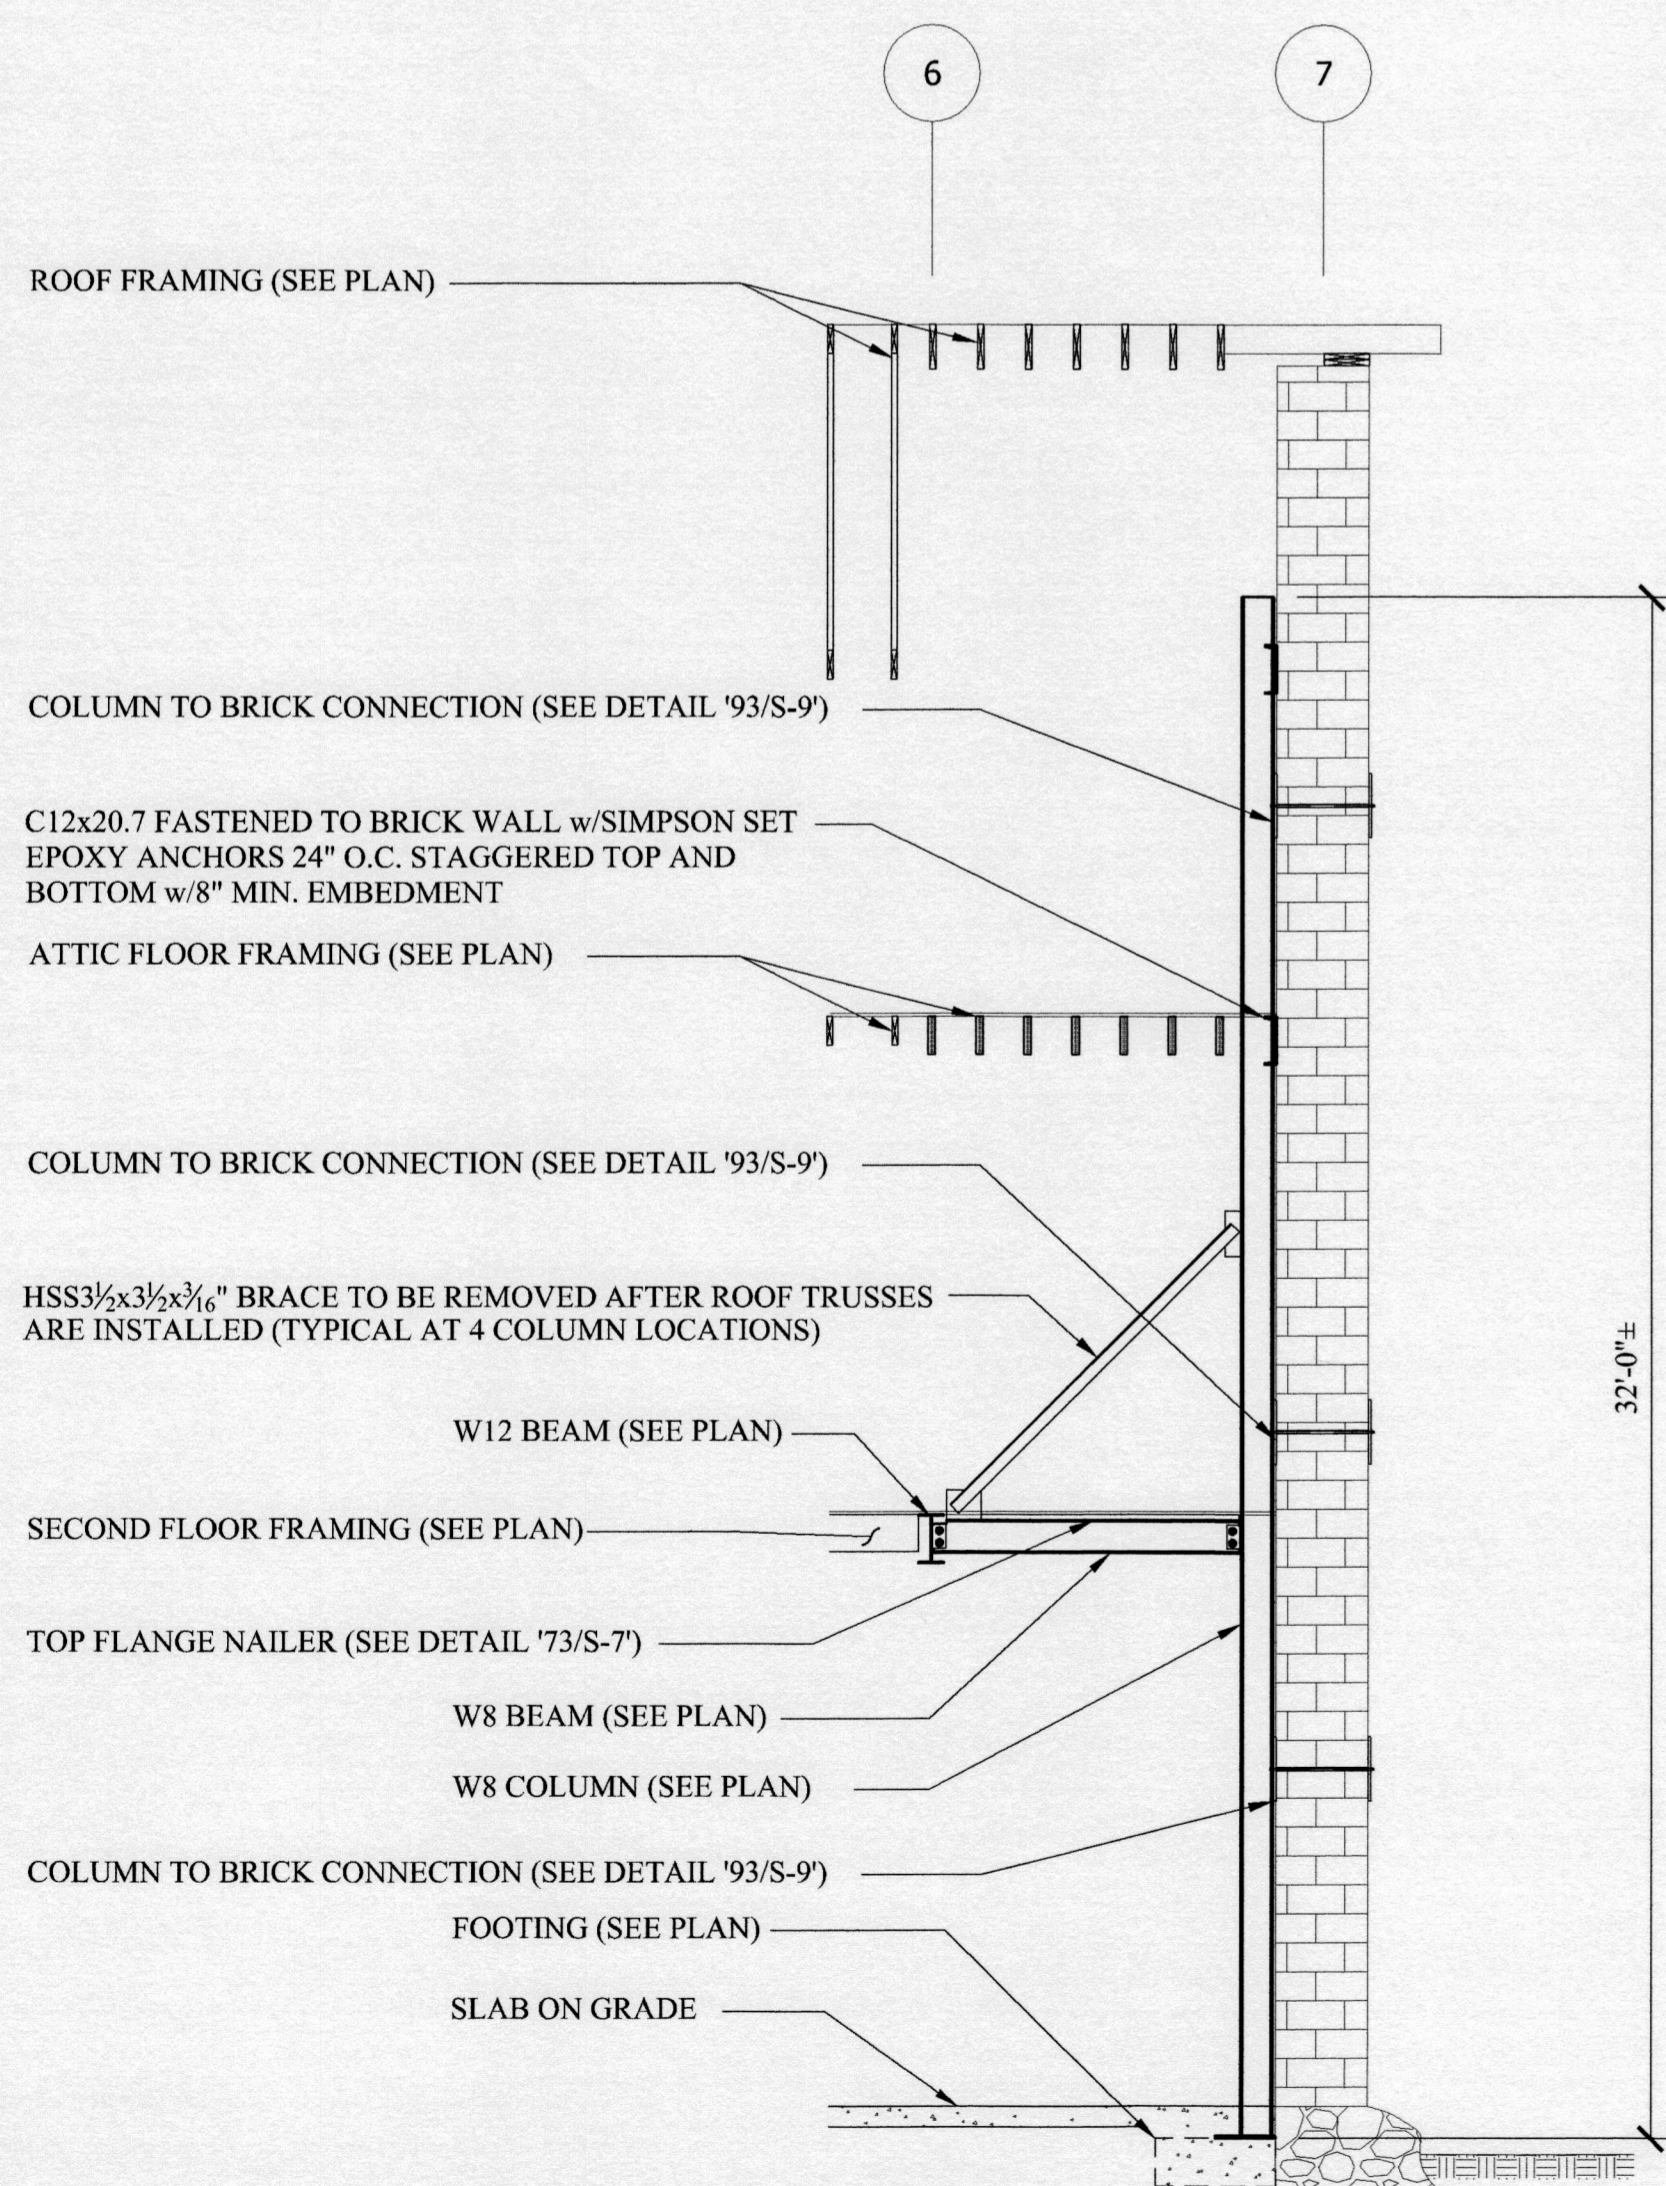 6
7
ROOF FRAMING (SEE PLAN)
COLUMN TO BRICK CONNECTION (SEE DETAIL '93/S-9')
C12x20.7 FASTENED TO BRICK WALL w/SIMPSON SET
EPOXY ANCHORS 24" O.C. STAGGERED TOP AND
BOTTOM w/8" MIN. EMBEDMENT
ATTIC FLOOR FRAMING (SEE PLAN)
COLUMN TO BRICK CONNECTION (SEE DETAIL '93/S-9')
HSS3½x3½x3⁄16" BRACE TO BE REMOVED AFTER ROOF TRUSSES
ARE INSTALLED (TYPICAL AT 4 COLUMN LOCATIONS)
32'-0"±
W12 BEAM (SEE PLAN)
SECOND FLOOR FRAMING (SEE PLAN)
TOP FLANGE NAILER (SEE DETAIL '73/S-7')
W8 BEAM (SEE PLAN)
W8 COLUMN (SEE PLAN)
COLUMN TO BRICK CONNECTION (SEE DETAIL '93/S-9')
FOOTING (SEE PLAN)
SLAB ON GRADE